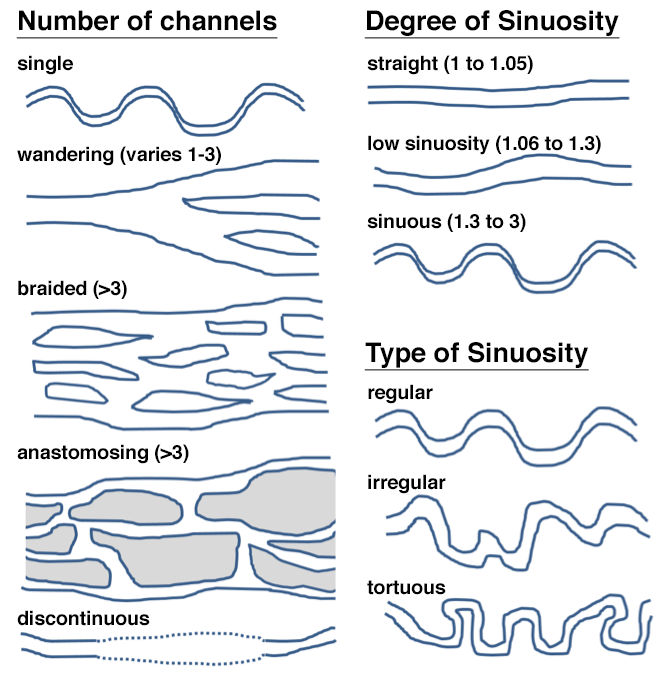 Number of channels
single
wandering (varies 1-3)
braided (>3)
anastomosing (>3)
discontinuous
Degree of Sinuosity
straight (1 to 1.05)
low sinuosity (1.06 to 1.3)
sinuous (1.3 to 3)
Type of Sinuosity
regular
irregular
tortuous